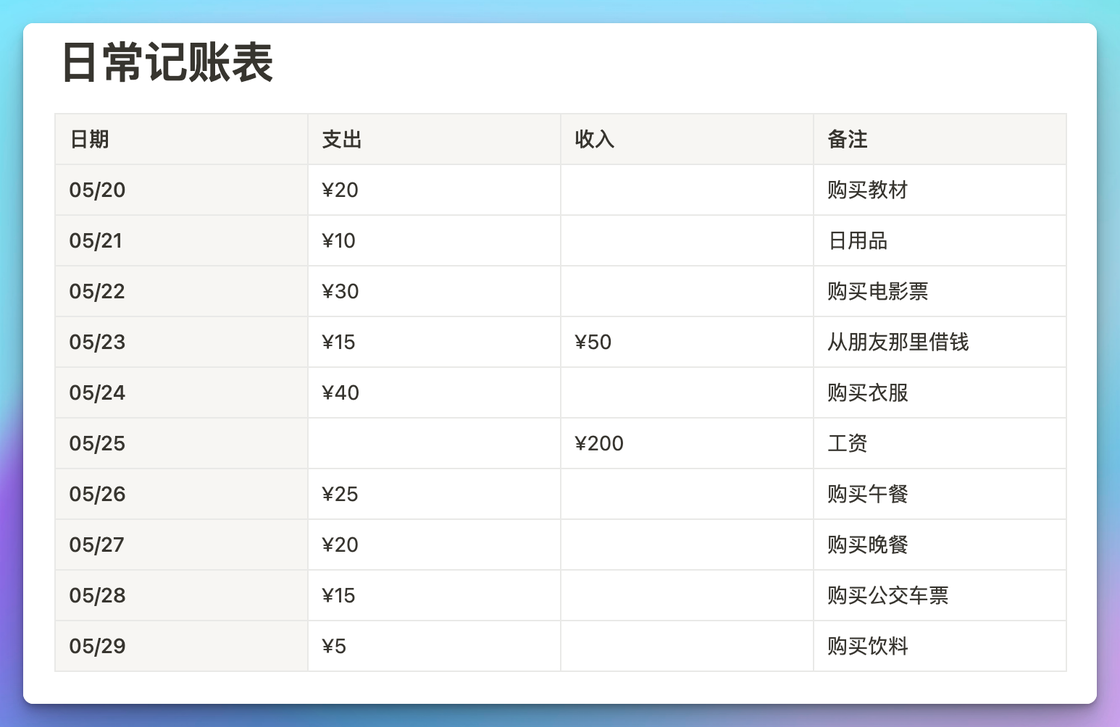 日常记账表
日期 支出 收入 备注
05/20 ¥20 购买教材
05/21 ¥10 日用品
05/22 ¥30 购买电影票
05/23 ¥15 ¥50 从朋友那里借钱
05/24 ¥40 购买衣服
05/25 ¥200 工资
05/26 ¥25 购买午餐
05/27 ¥20 购买晚餐
05/28 ¥15 购买公交车票
05/29 ¥5 购买饮料